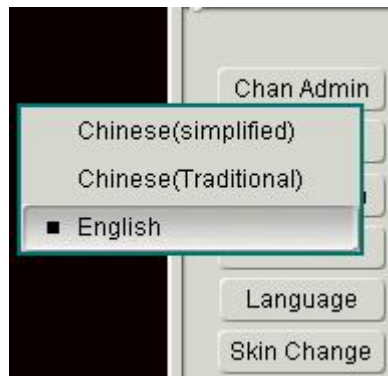 Chan Admin
Chinese(simplified)
Chinese(Traditional)
English
Language
Skin Change